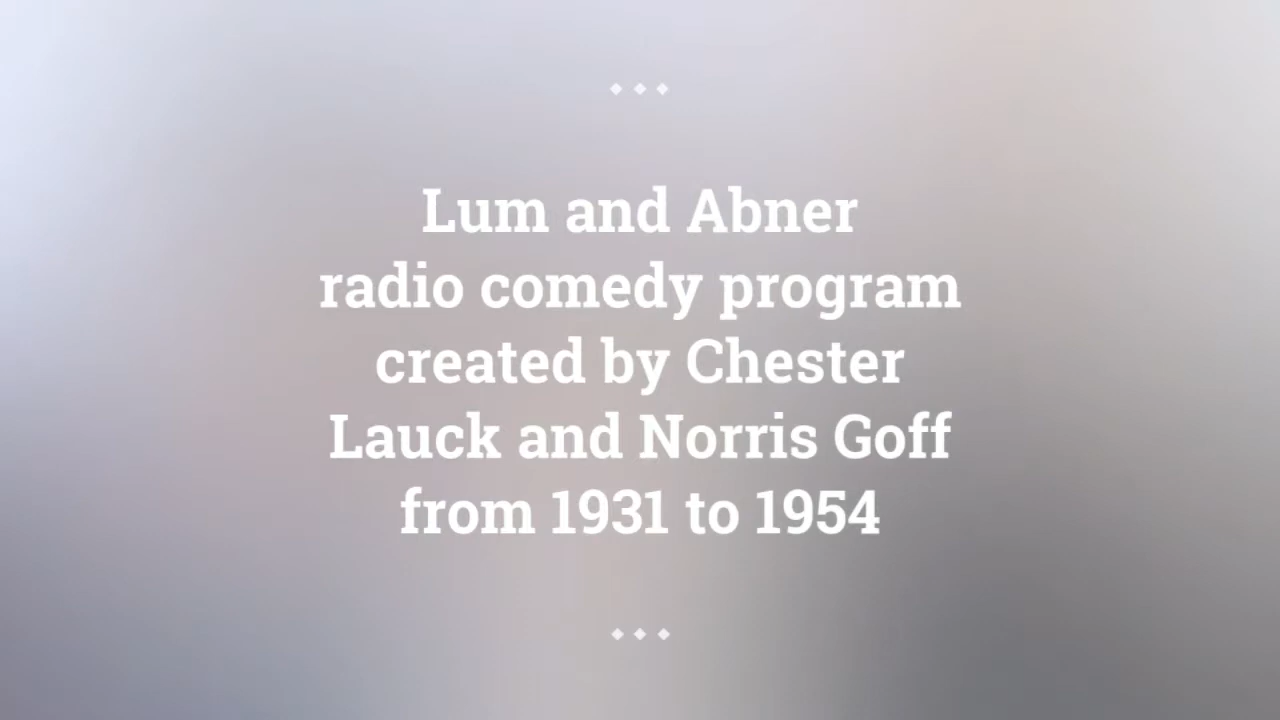 Lum and Abner
radio comedy program
created by Chester
Lauck and Norris Goff
from 1931 to 1954